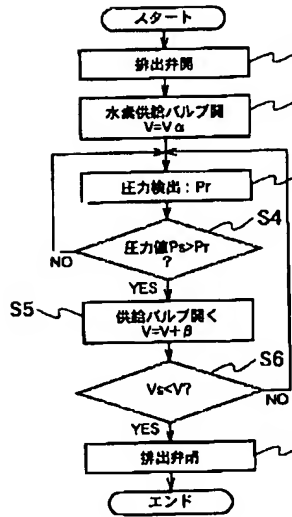 スタート
排出弁開
水素供給バルブ開
V=Vα
圧力検出：Pr
S4
圧力値Ps>Pr
?
NO
YES
S5
供給バルブ開く
V=V+β
S6
Vs<V?
NO
YES
排出弁閉
エンド